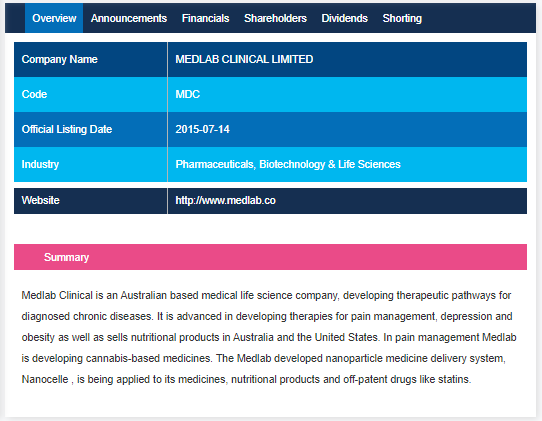 Overview Announcements Financials Shareholders Dividends Shorting
Company Name MEDLAB CLINICAL LIMITED
Code MDC
Official Listing Date 2015-07-14
Industry Pharmaceuticals, Biotechnology & Life Sciences
Website http://www.medlab.co
Summary
Medlab Clinical is an Australian based medical life science company, developing therapeutic pathways for
diagnosed chronic diseases. It is advanced in developing therapies for pain management, depression and
obesity as well as sells nutritional products in Australia and the United States. In pain management Medlab
is developing cannabis-based medicines. The Medlab developed nanoparticle medicine delivery system,
Nanocelle , is being applied to its medicines, nutritional products and off-patent drugs like statins.